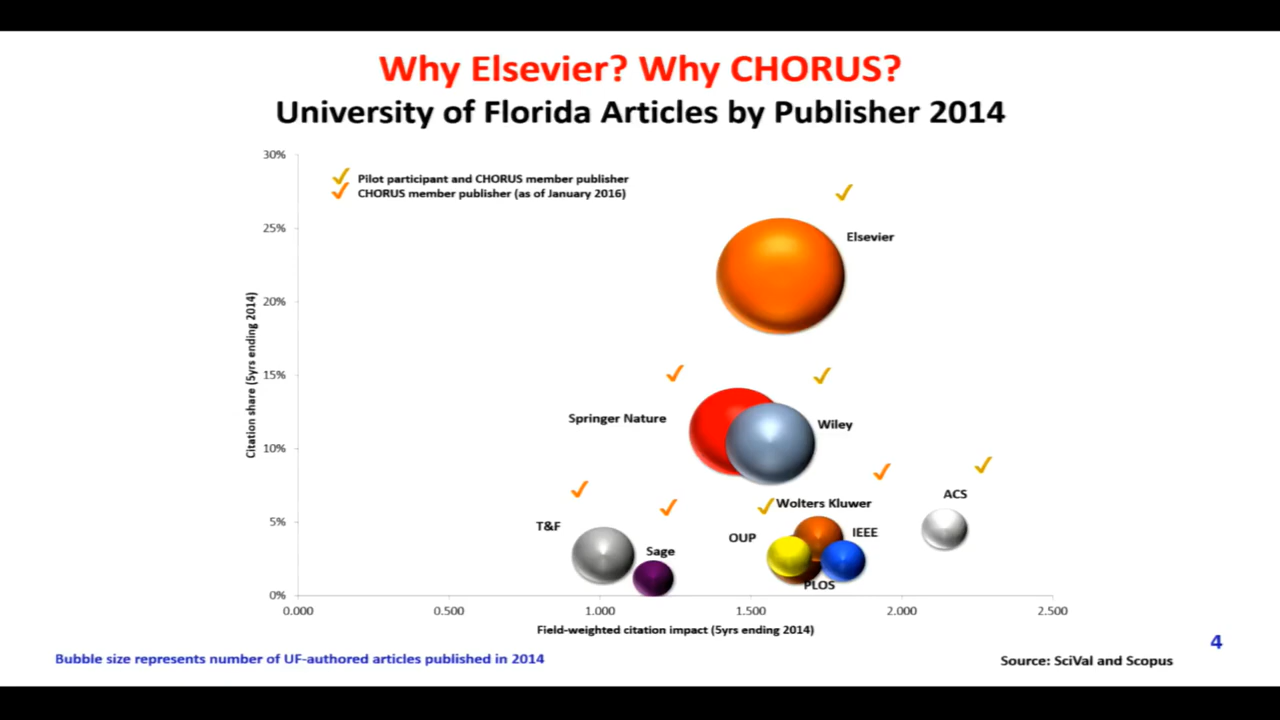 Why Elsevier? Why CHORUS?
University of Florida Articles by Publisher 2014
30%
Pilot participant and CHORUS member publisher
CHORUS member publisher (as of January 2016)
25%
Elsevier
20%
Citation share (5yrs ending 2014)
15%
Springer Nature
Wiley
10%
ACS
Wolters Kluwer
5%
T&F
OUP
IEEE
Sage
PLOS
0%
0.000
0.500
1.000
1.500
2.000
2.500
Field-weighted citation impact (5yrs ending 2014)
4
Bubble size represents number of UF-authored articles published in 2014
Source: SciVal and Scopus